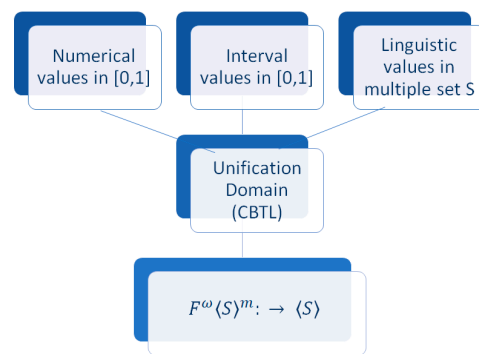 Numerical
values in [0,1]
Interval
values in [0,1]
Linguistic
values in
multiple set S
Unification
Domain
(CBTL)
F^ω⟨S⟩^m: → ⟨S⟩